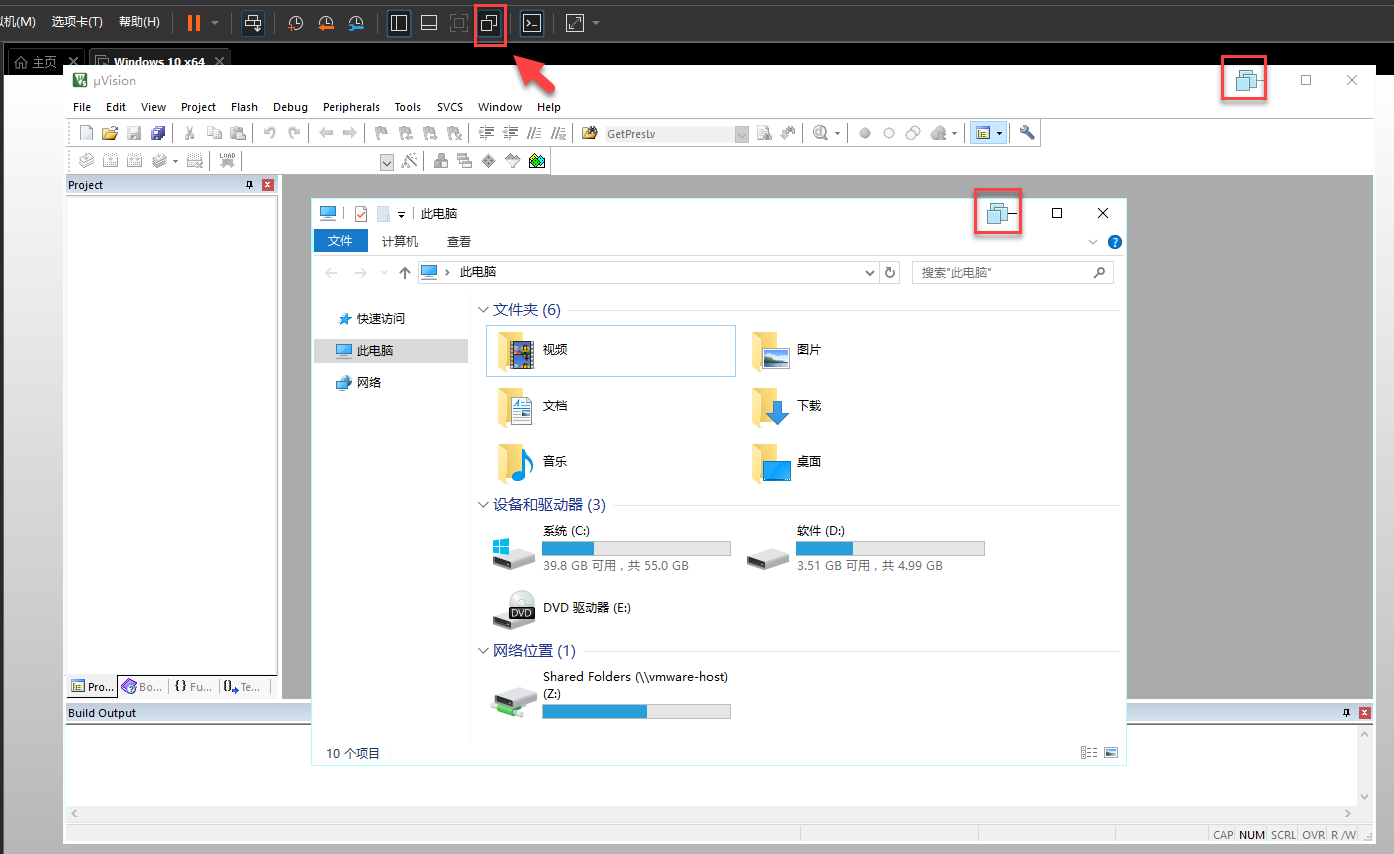 拟机(M) 选项卡(T) 帮助(H)
主页 Windows 10 x64
µVision
File Edit View Project Flash Debug Peripherals Tools SVCS Window Help
GetPresLv
LOAD
Project
此电脑
文件 计算机 查看
此电脑 搜索"此电脑"
快速访问
此电脑
网络
文件夹 (6)
视频 图片
文档 下载
音乐 桌面
设备和驱动器 (3)
系统 (C:) 软件 (D:)
39.8 GB 可用，共 55.0 GB 3.51 GB 可用，共 4.99 GB
DVD DVD 驱动器 (E:)
网络位置 (1)
Shared Folders (\\vmware-host)
(Z:)
10 个项目
Pro... Bo... {} Fu... Te...
Build Output
CAP NUM SCRL OVR R /W